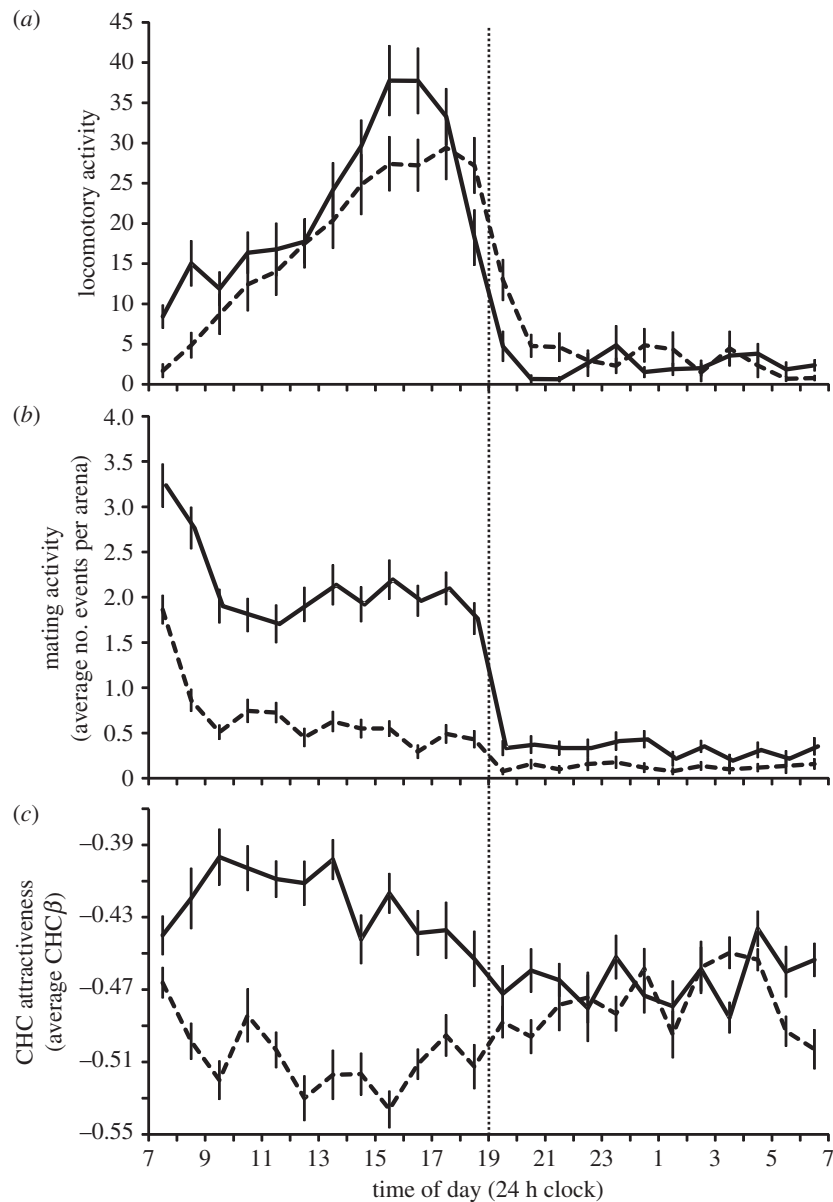 (a)
45
40
35
30
25
20
15
10
5
0
locomotory activity
(b)
4.0
3.5
3.0
2.5
2.0
1.5
1.0
0.5
0
mating activity
(average no. events per arena)
(c)
–0.39
–0.43
–0.47
–0.51
–0.55
CHC attractiveness
(average CHCβ)
7 9 11 13 15 17 19 21 23 1 3 5 7
time of day (24 h clock)